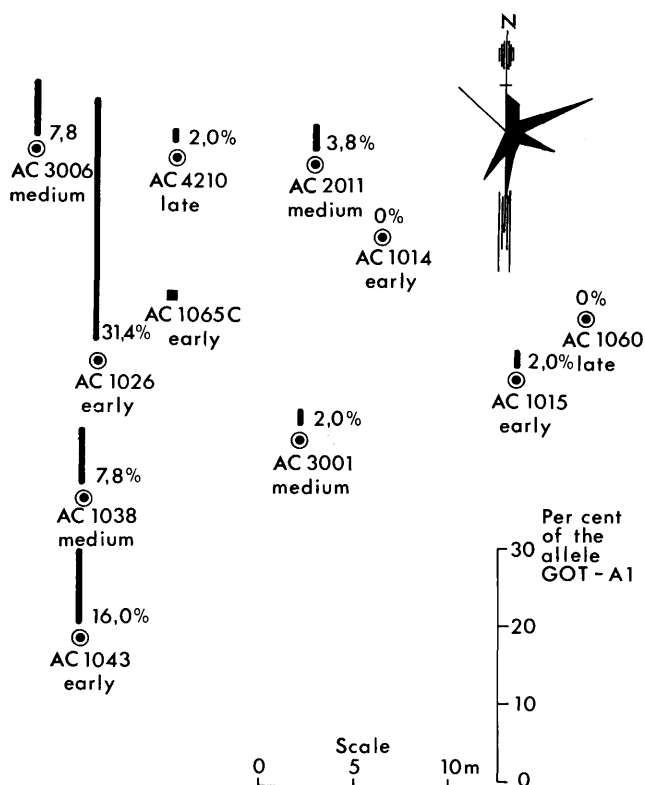 N
7,8
AC 3006
medium
2,0%
AC 4210
late
3,8%
AC 2011
medium
0%
AC 1014
early
AC 1065C
early
0%
AC 1060
late
31,4%
AC 1026
early
2,0%
AC 1015
early
2,0%
AC 3001
medium
7,8%
AC 1038
medium
16,0%
AC 1043
early
Per cent
of the
allele
GOT-A1
30
20
10
0
Scale
0 5 10m